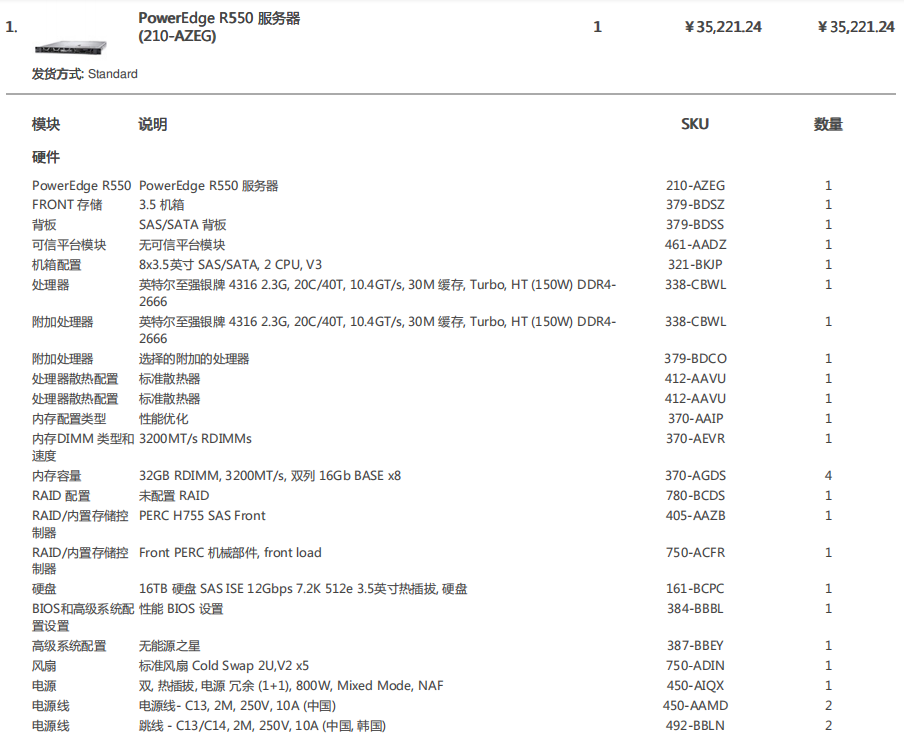 1. PowerEdge R550 服务器 1 ￥35,221.24 ￥35,221.24
(210-AZEG)
发货方式: Standard
模块 说明 SKU 数量
硬件
PowerEdge R550 PowerEdge R550 服务器 210-AZEG 1
FRONT 存储 3.5 机箱 379-BDSZ 1
背板 SAS/SATA 背板 379-BDSS 1
可信平台模块 无可信平台模块 461-AADZ 1
机箱配置 8x3.5英寸 SAS/SATA, 2 CPU, V3 321-BKJP 1
处理器 英特尔至强银牌 4316 2.3G, 20C/40T, 10.4GT/s, 30M 缓存, Turbo, HT (150W) DDR4- 338-CBWL 1
2666
附加处理器 英特尔至强银牌 4316 2.3G, 20C/40T, 10.4GT/s, 30M 缓存, Turbo, HT (150W) DDR4- 338-CBWL 1
2666
附加处理器 选择的附加的处理器 379-BDCO 1
处理器散热配置 标准散热器 412-AAVU 1
处理器散热配置 标准散热器 412-AAVU 1
内存配置类型 性能优化 370-AAIP 1
内存DIMM 类型和 3200MT/s RDIMMs 370-AEVR 1
速度
内存容量 32GB RDIMM, 3200MT/s, 双列 16Gb BASE x8 370-AGDS 4
RAID 配置 未配置 RAID 780-BCDS 1
RAID/内置存储控 PERC H755 SAS Front 405-AAZB 1
制器
RAID/内置存储控 Front PERC 机械部件, front load 750-ACFR 1
制器
硬盘 16TB 硬盘 SAS ISE 12Gbps 7.2K 512e 3.5英寸热插拔, 硬盘 161-BCPC 1
BIOS和高级系统配 性能 BIOS 设置 384-BBBL 1
置设置
高级系统配置 无能源之星 387-BBEY 1
风扇 标准风扇 Cold Swap 2U,V2 x5 750-ADIN 1
电源 双, 热插拔, 电源 冗余 (1+1), 800W, Mixed Mode, NAF 450-AIQX 1
电源线 电源线- C13, 2M, 250V, 10A (中国) 450-AAMD 2
电源线 跳线 - C13/C14, 2M, 250V, 10A (中国, 韩国) 492-BBLN 2